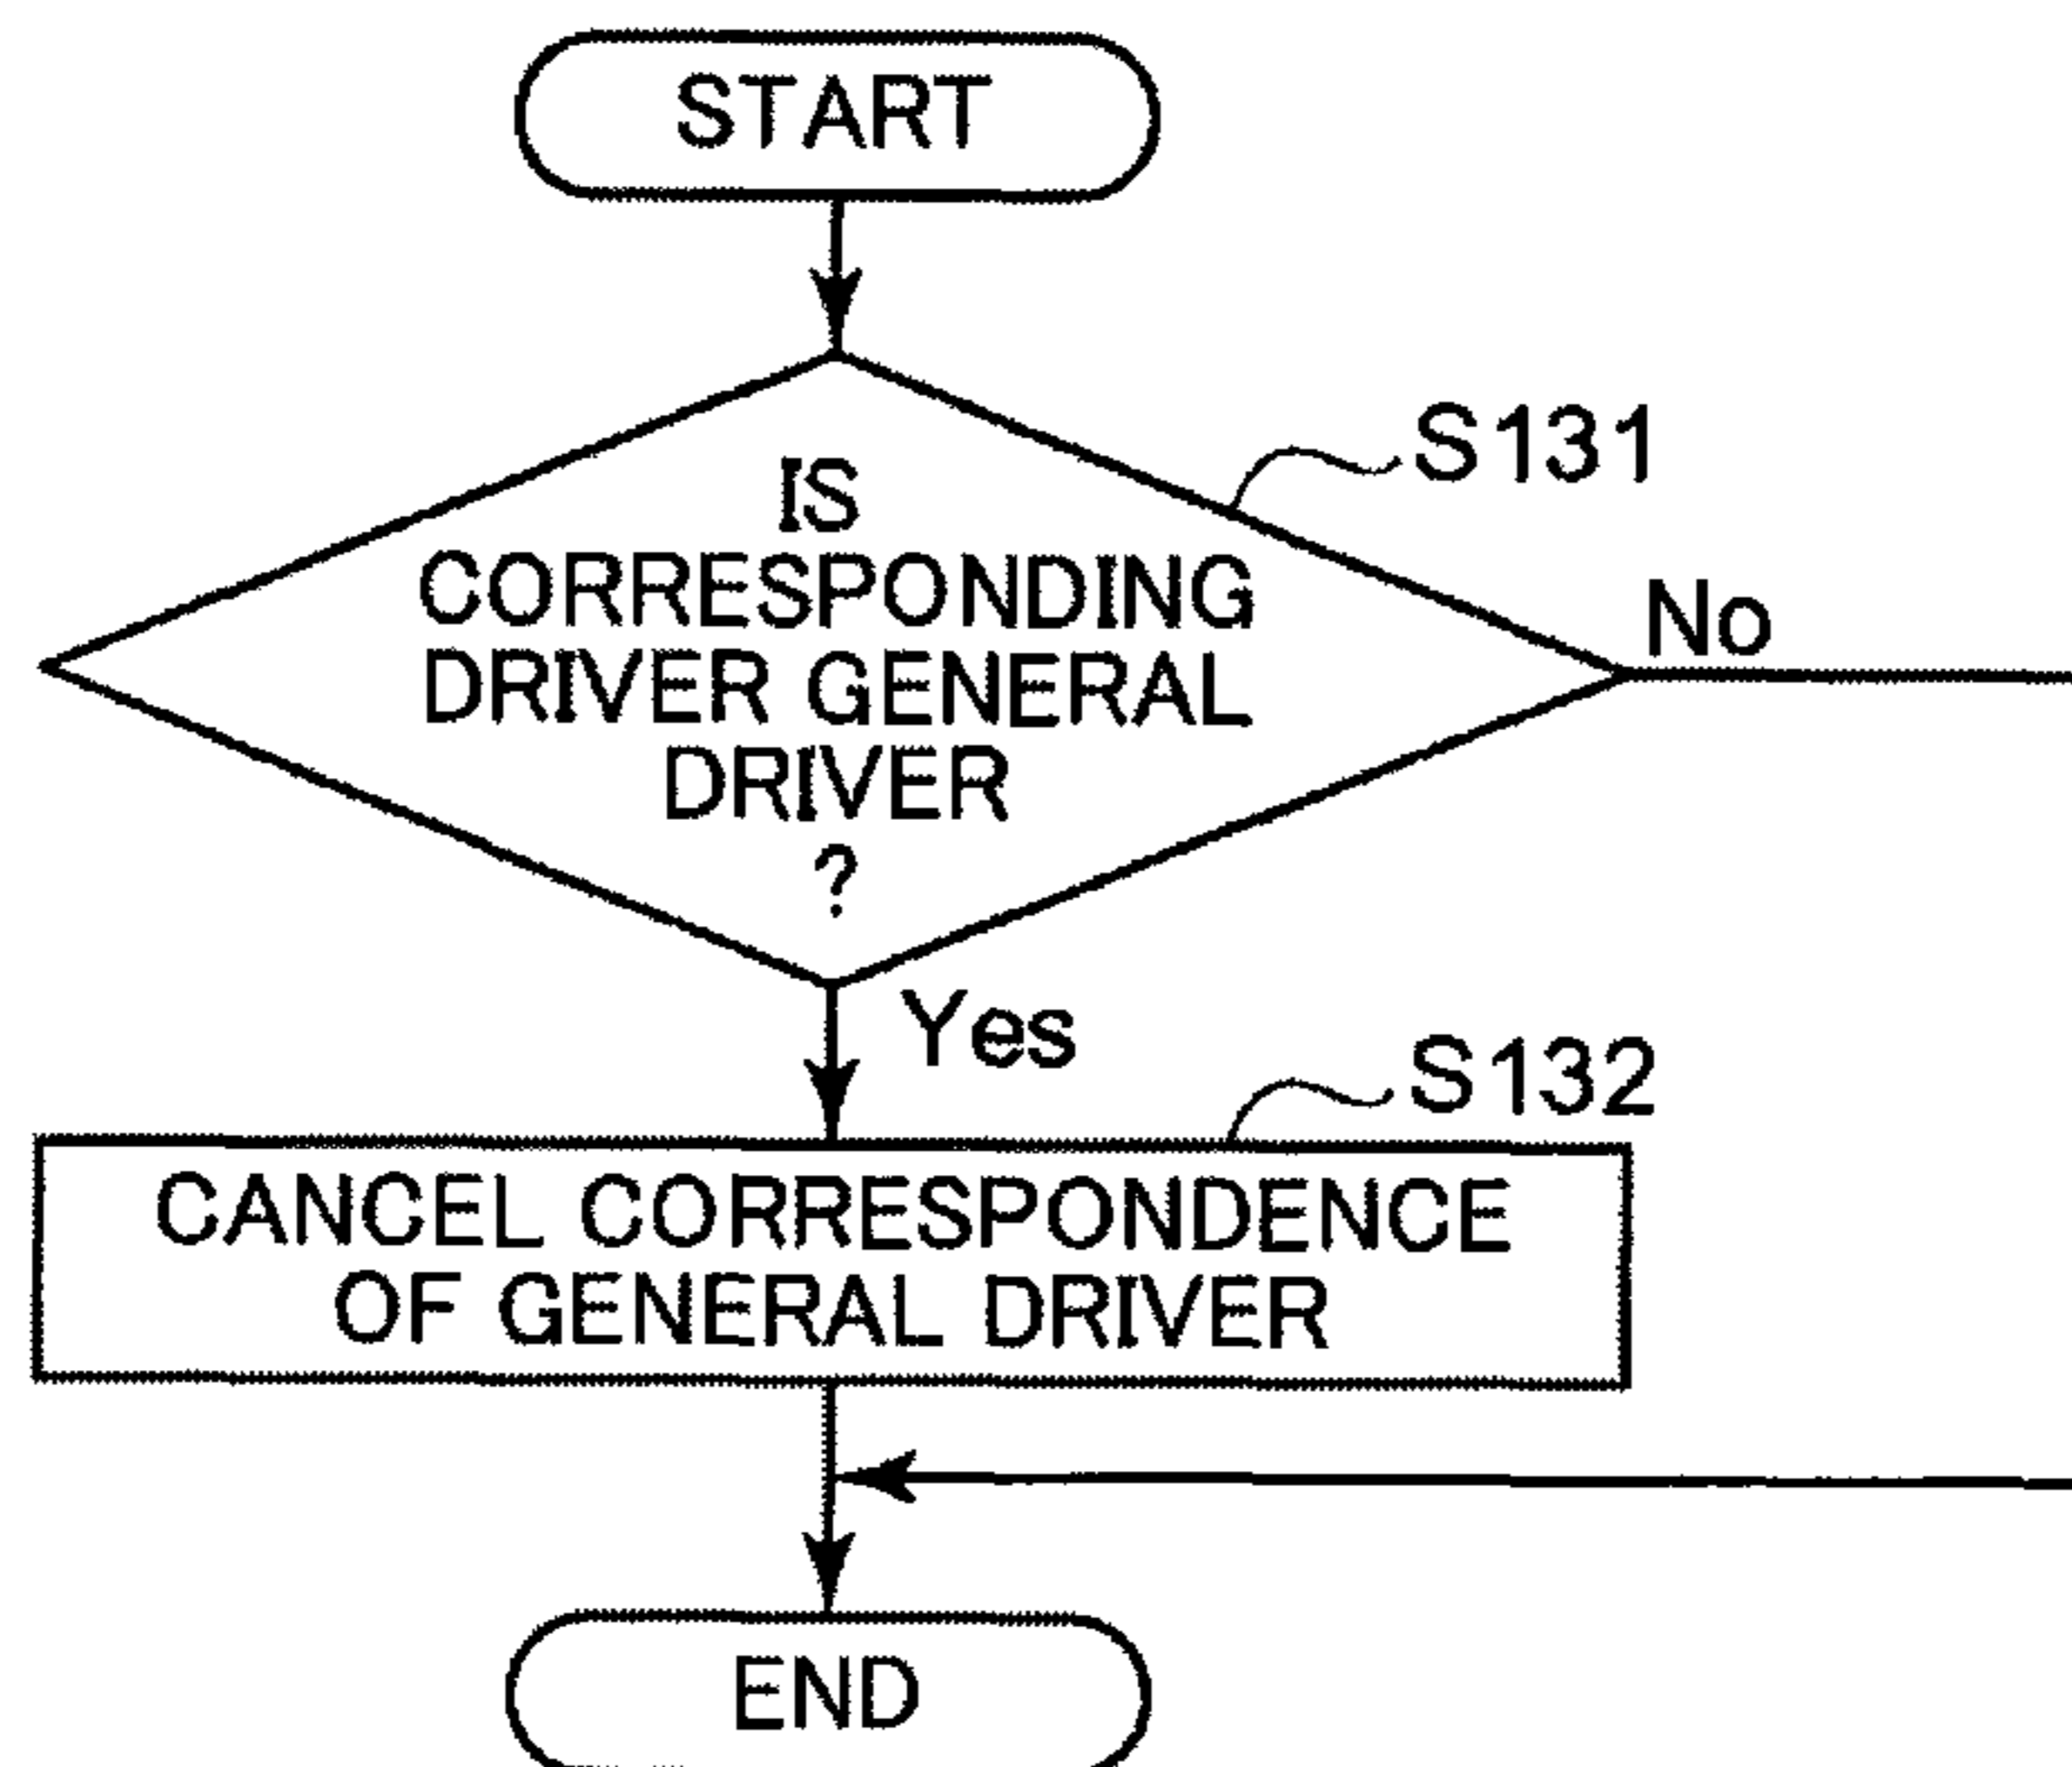 START
S131
IS
CORRESPONDING
DRIVER GENERAL
DRIVER
?
No
Yes
S132
CANCEL CORRESPONDENCE
OF GENERAL DRIVER
END